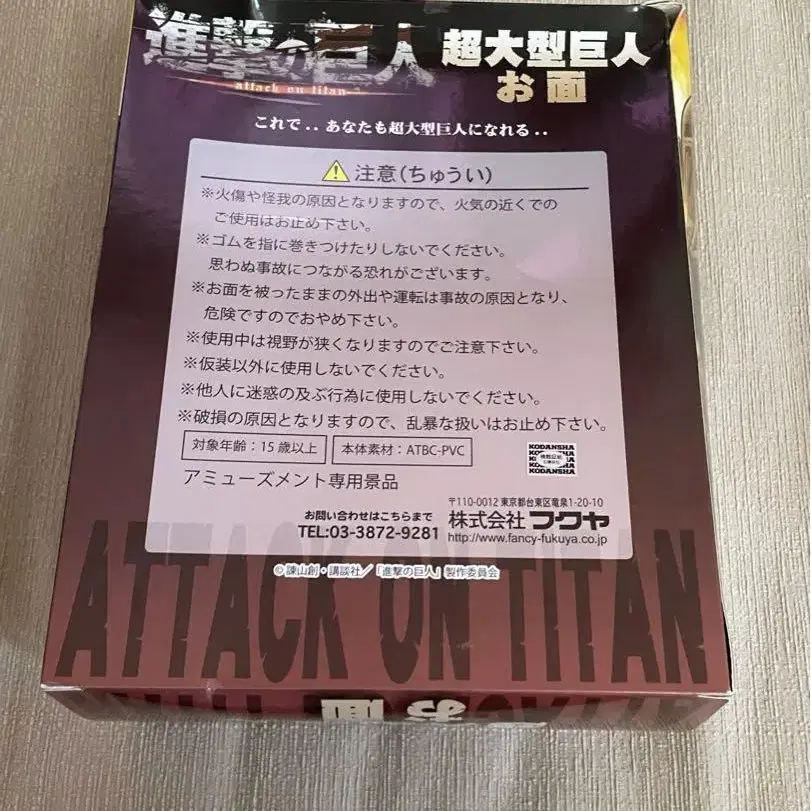 進撃の巨人 超大型巨人
attack on titan お面
これで‥あなたも超大型巨人になれる‥
注意(ちゅうい)
※火傷や怪我の原因となりますので、火気の近くでの
ご使用はお止め下さい。
※ゴムを指に巻きつけたりしないでください。
思わぬ事故につながる恐れがございます。
※お面を被ったままの外出や運転は事故の原因となり、
危険ですのでおやめ下さい。
※使用中は視野が狭くなりますのでご注意下さい。
※仮装以外に使用しないでください。
※他人に迷惑の及ぶ行為に使用しないでください。
※破損の原因となりますので、乱暴な扱いはお止め下さい。
対象年齢:15歳以上 本体素材:ATBC-PVC
KODANSHA
KODANSHA
アミューズメント専用景品
〒110-0012 東京都台東区竜泉1-20-10
お問い合わせはこちらまで 株式会社フクヤ
TEL:03-3872-9281 http://www.fancy-fukuya.co.jp
©諫山創・講談社/「進撃の巨人」製作委員会
ATTACK ON TITAN
お面